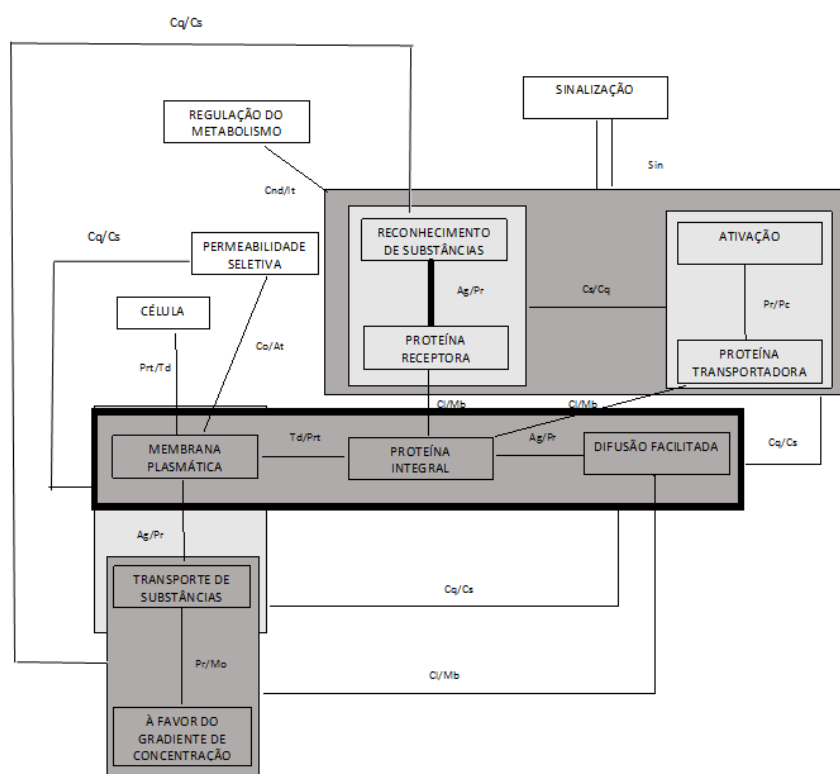 Cq/Cs
SINALIZAÇÃO
REGULAÇÃO DO
METABOLISMO
Sin
Cnd/It
RECONHECIMENTO
DE SUBSTÂNCIAS
ATIVAÇÃO
Cq/Cs
PERMEABILIDADE
SELETIVA
Ag/Pr
Cs/Cq
Pr/Pc
CÉLULA
Co/At
PROTEÍNA
RECEPTORA
PROTEÍNA
TRANSPORTADORA
Prt/Td
Cl/Mb
Cl/Mb
MEMBRANA
PLASMÁTICA
Td/Prt
PROTEÍNA
INTEGRAL
Ag/Pr
DIFUSÃO FACILITADA
Cq/Cs
Ag/Pr
TRANSPORTE DE
SUBSTÂNCIAS
Cq/Cs
Pr/Mo
Cl/Mb
À FAVOR DO
GRADIENTE DE
CONCENTRAÇÃO